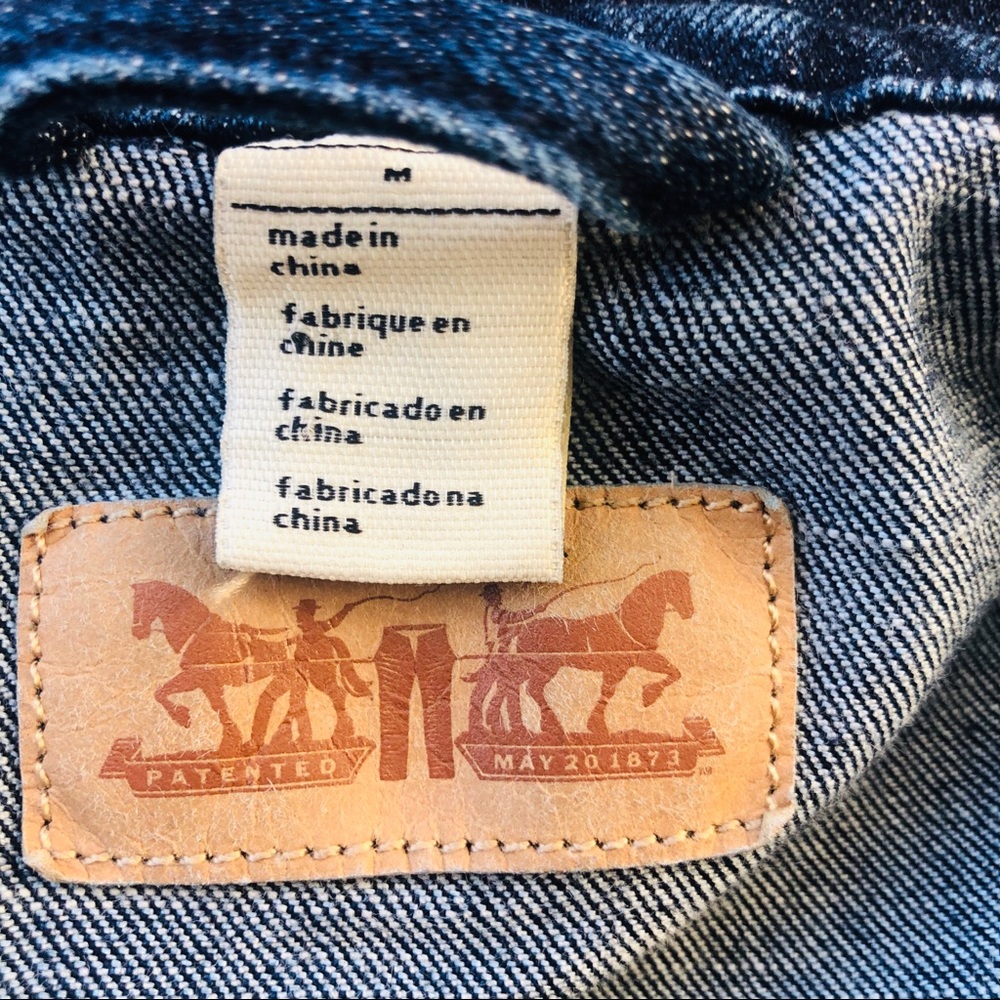 M
made in
china
fabrique en
chine
fabricado en
china
fabricado na
china
PATENTED
MAY 20 1873